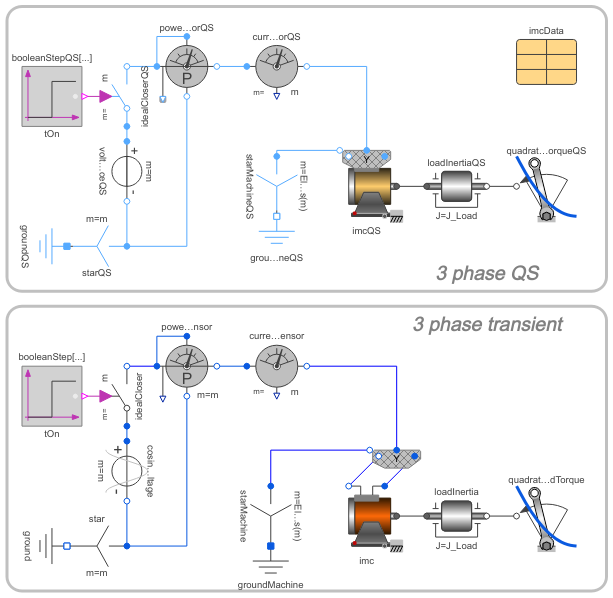 powe...orQS
curr...orQS
imcData
booleanStepQS[...]
m
m=
idealCloserQS
P
m=
m
tOn
volt...ceQS
+
m=m
-
starMachineQS
m=El...s(m)
Y
loadInertiaQS
quadrat...orqueQS
J=J_Load
imcQS
m=m
groundQS
starQS
grou...neQS
3 phase QS
3 phase transient
powe...nsor
curre...ensor
booleanStep[...]
m
m=
idealCloser
P
m=m
m=
m
tOn
cosin...ltage
+
m=m
-
Y
starMachine
m=El...s(m)
loadInertia
quadrat...dTorque
J=J_Load
imc
star
ground
m=m
groundMachine